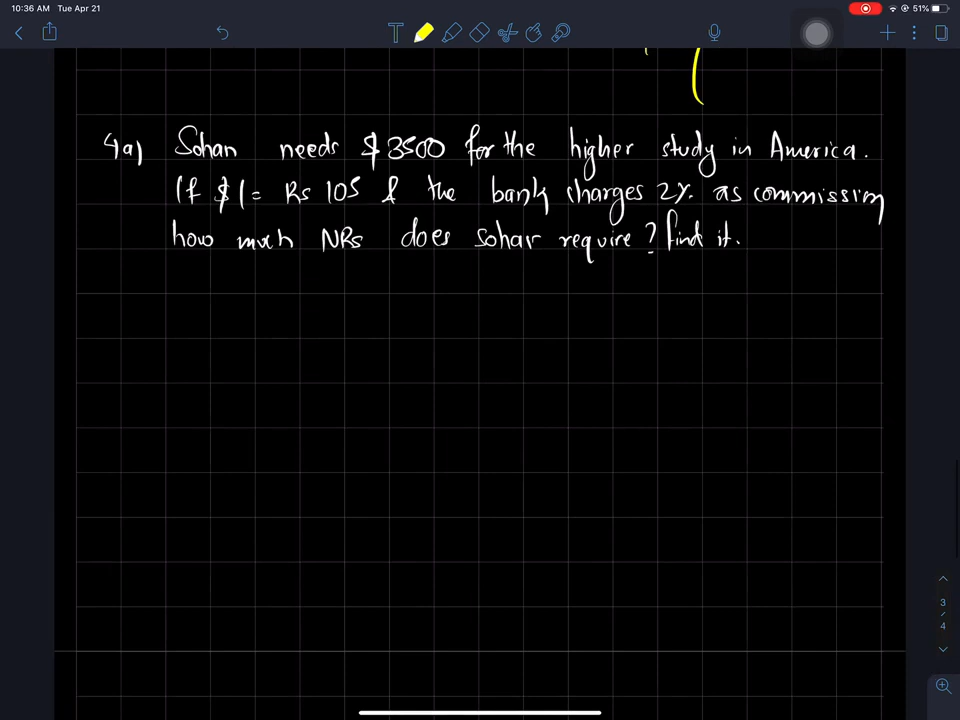 10:36 AM Tue Apr 21
51%
4a) Sohan needs $3500 for the higher study in America.
If $1 = Rs 105 & the bank charges 2% as commission
how much NRs does sohan require? find it.
3
4